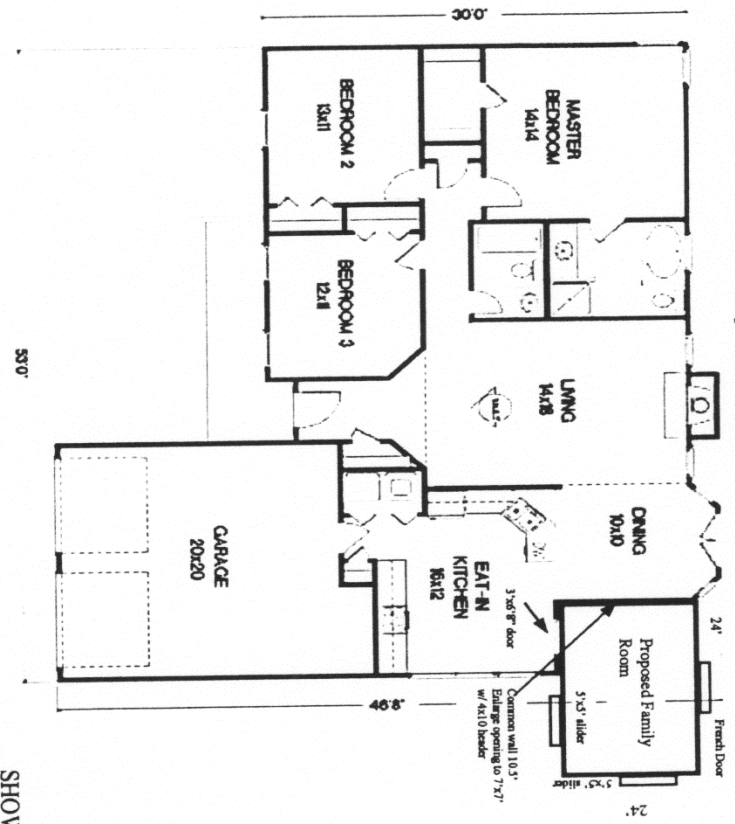 30'.0".
BEDROOM 2
13x11
MASTER
BEDROOM
14x14
BEDROOM 3
12x11
53'0"
LIVING
14x18
DINING
10x10
GARAGE
20x20
EAT-IN
KITCHEN
16x12
3'x6'8" door
24'
Proposed Family
Room
46'8"
5'x5' slider
French Door
Common wall 10.5'
Enlarge opening to 7'x7'
w/ 4x10 header
5'x5' slider
24'
SHOW